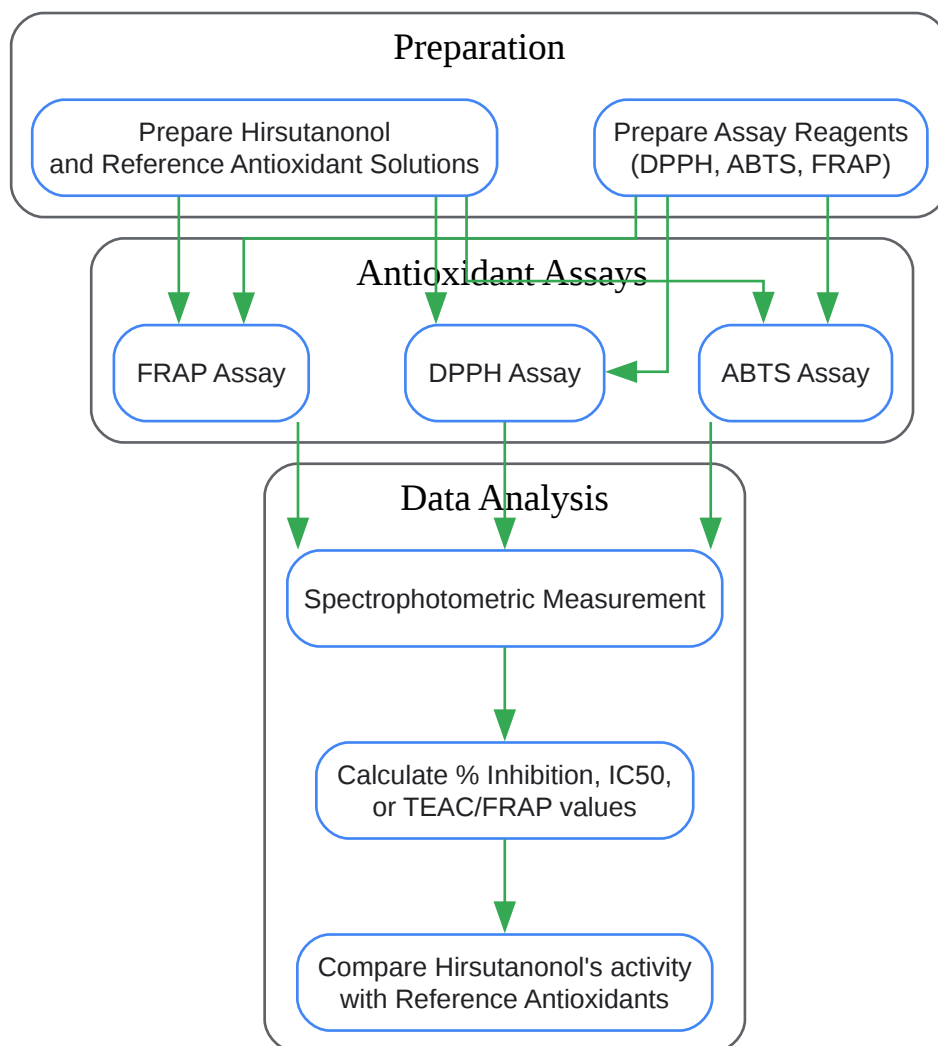 Preparation
Prepare Hirsutanonol
and Reference Antioxidant Solutions
Prepare Assay Reagents
(DPPH, ABTS, FRAP)
Antioxidant Assays
FRAP Assay
DPPH Assay
ABTS Assay
Data Analysis
Spectrophotometric Measurement
Calculate % Inhibition, IC50,
or TEAC/FRAP values
Compare Hirsutanonol's activity
with Reference Antioxidants